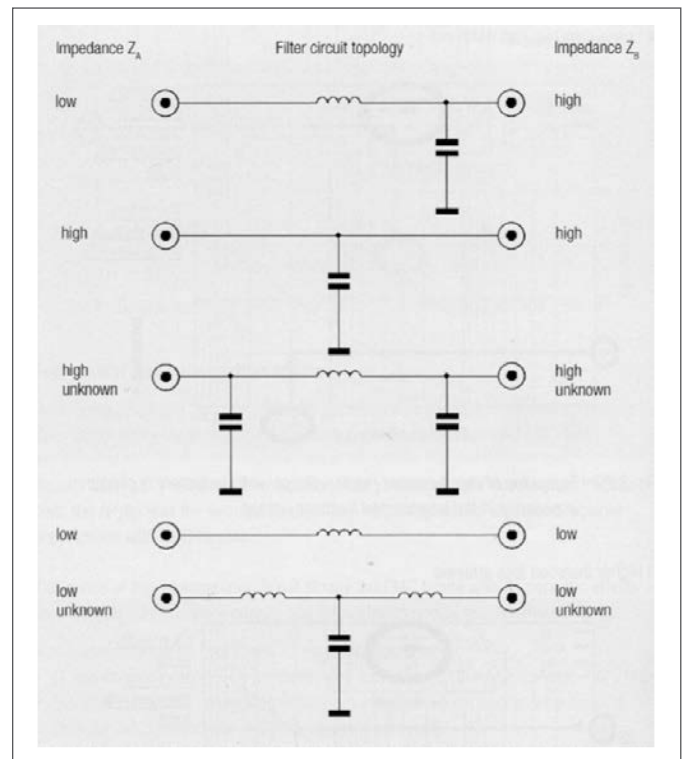 Impedance Z_A Filter circuit topology Impedance Z_B
low high
high high
high high
unknown unknown
low low
low low
unknown unknown